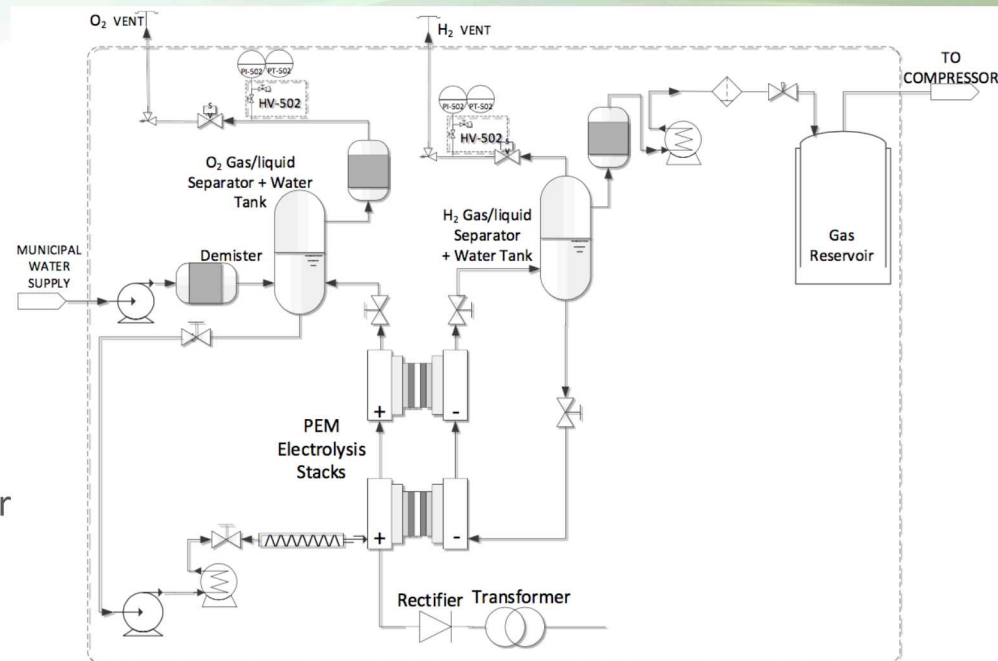 O₂ VENT
H₂ VENT
TO
COMPRESSOR
PI-502 PT-502
HV-502
PI-502 PT-502
HV-502
O₂ Gas/liquid
Separator + Water
Tank
H₂ Gas/liquid
Separator
+ Water Tank
Gas
Reservoir
MUNICIPAL
WATER
SUPPLY
Demister
S
S
+
-
PEM
Electrolysis
Stacks
+
-
r
Rectifier
Transformer